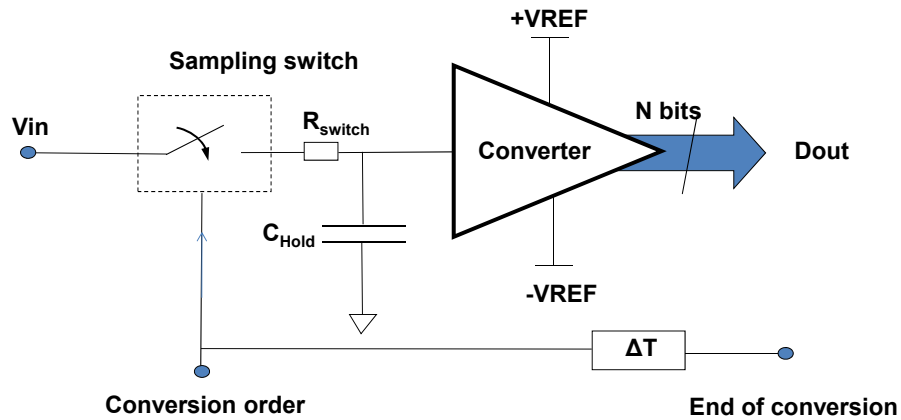 +VREF
Sampling switch
N bits
Vin
Rswitch
Converter
Dout
CHold
-VREF
ΔT
Conversion order
End of conversion